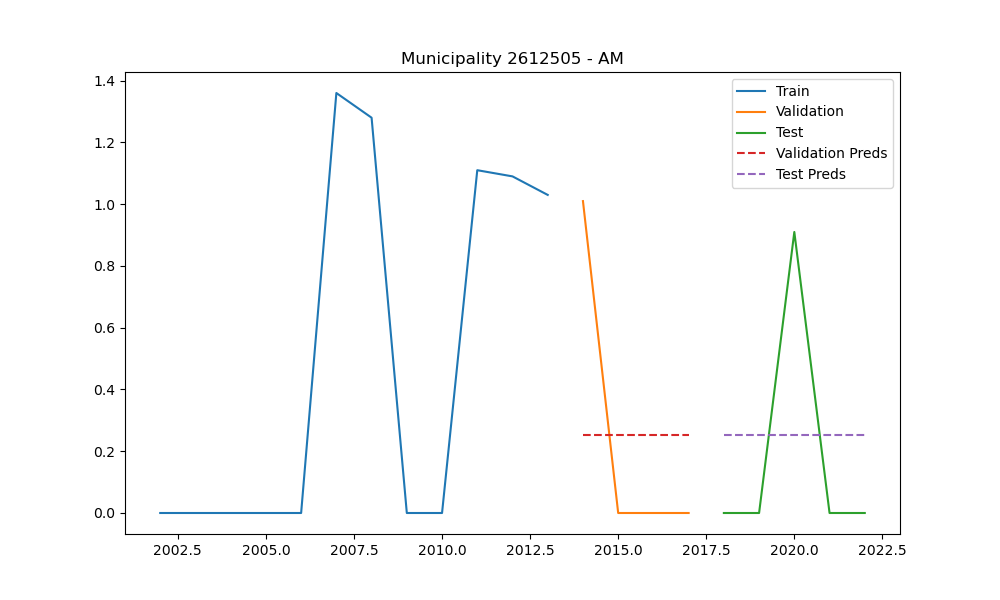 Municipality 2612505 - AM
1.4
1.2
1.0
0.8
0.6
0.4
0.2
0.0
2002.5 2005.0 2007.5 2010.0 2012.5 2015.0 2017.5 2020.0 2022.5
Train
Validation
Test
Validation Preds
Test Preds